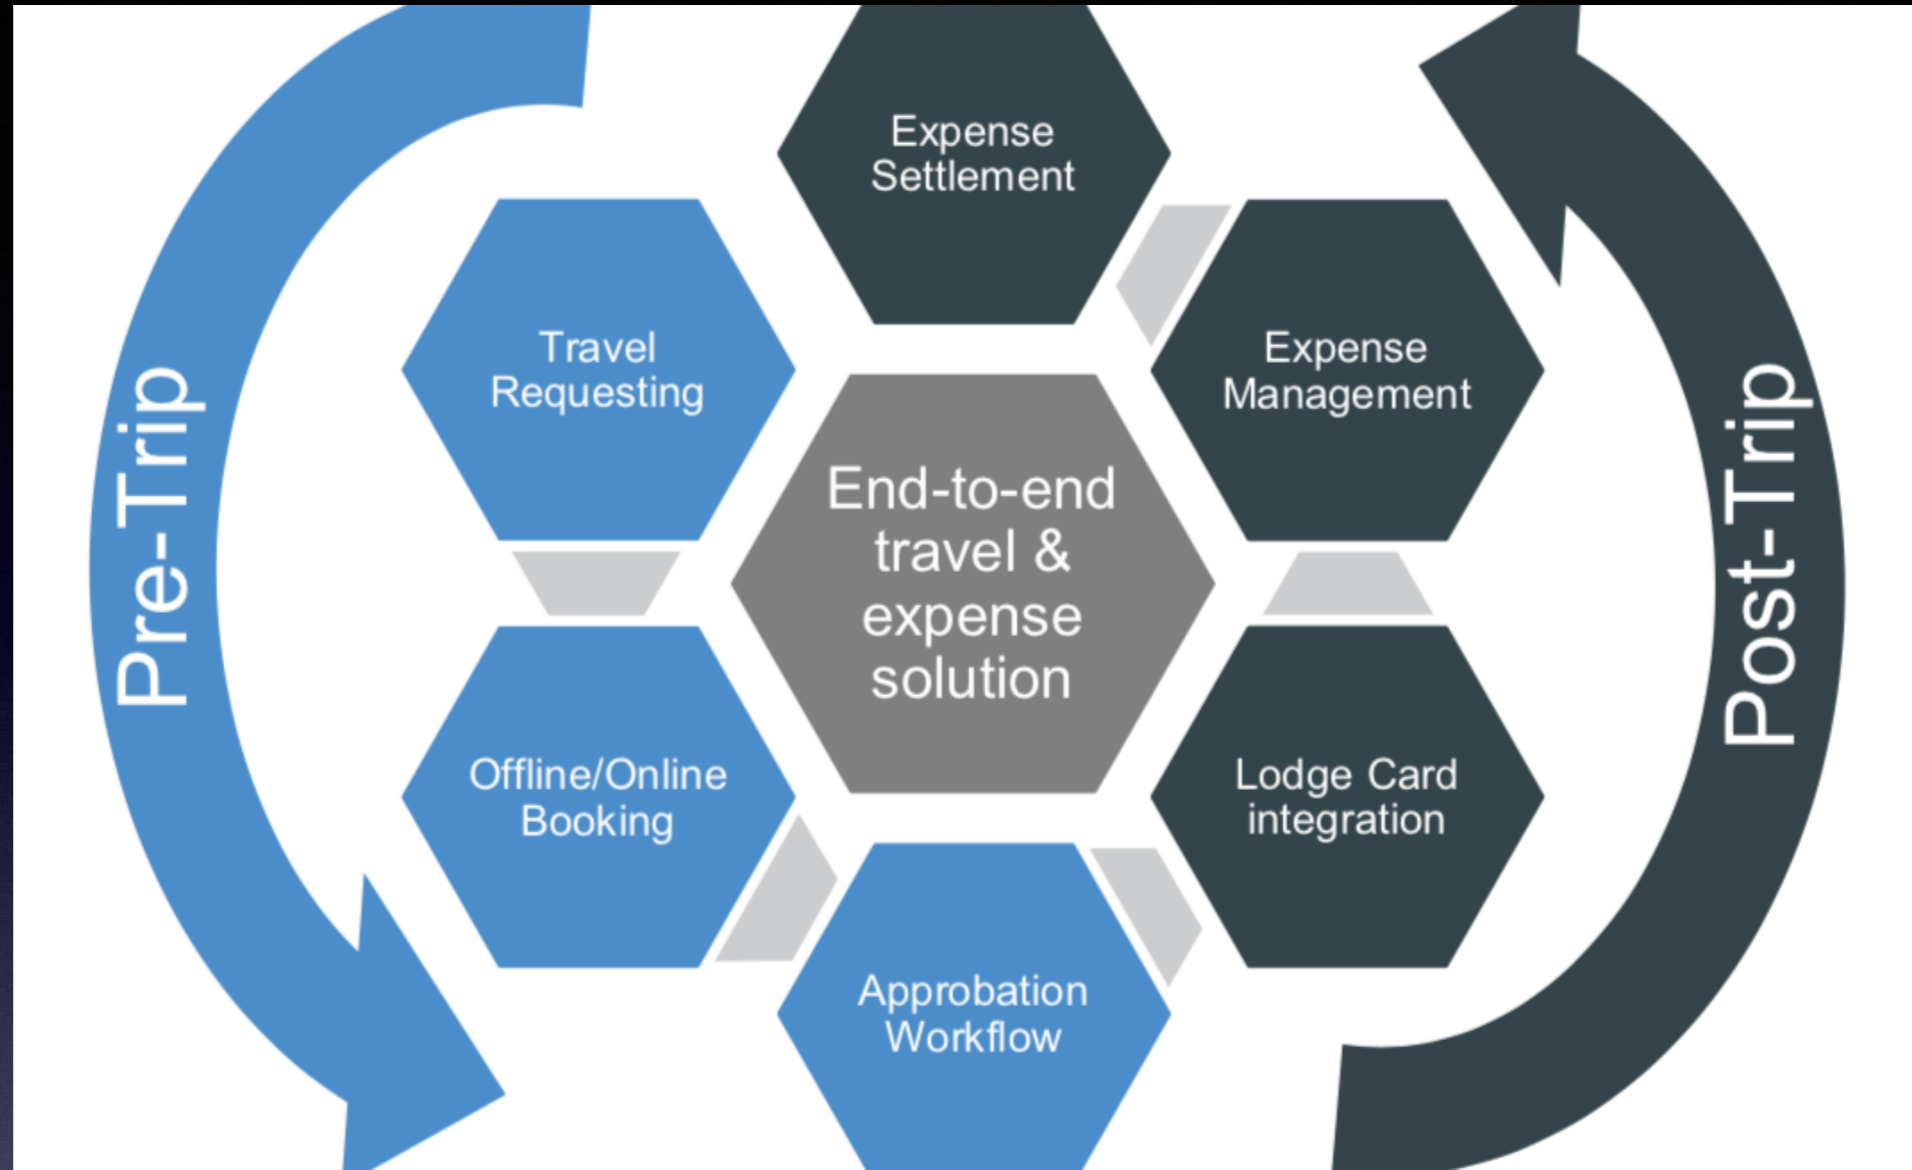 Pre-Trip
Expense
Settlement
Travel
Requesting
Expense
Management
End-to-end
travel &
expense
solution
Offline/Online
Booking
Lodge Card
integration
Approbation
Workflow
Post-Trip